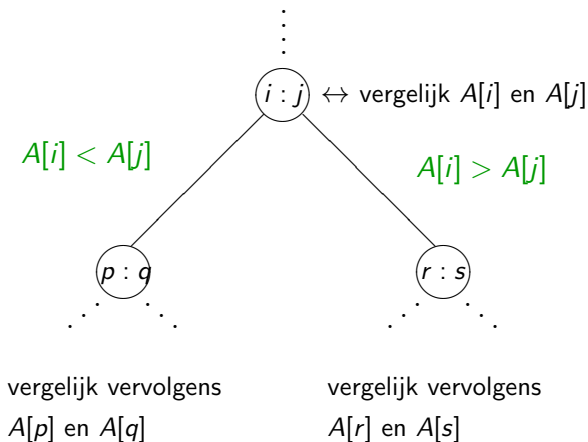 i : j ↔ vergelijk A[i] en A[j]
A[i] < A[j]
A[i] > A[j]
p : q
r : s
vergelijk vervolgens
A[p] en A[q]
vergelijk vervolgens
A[r] en A[s]